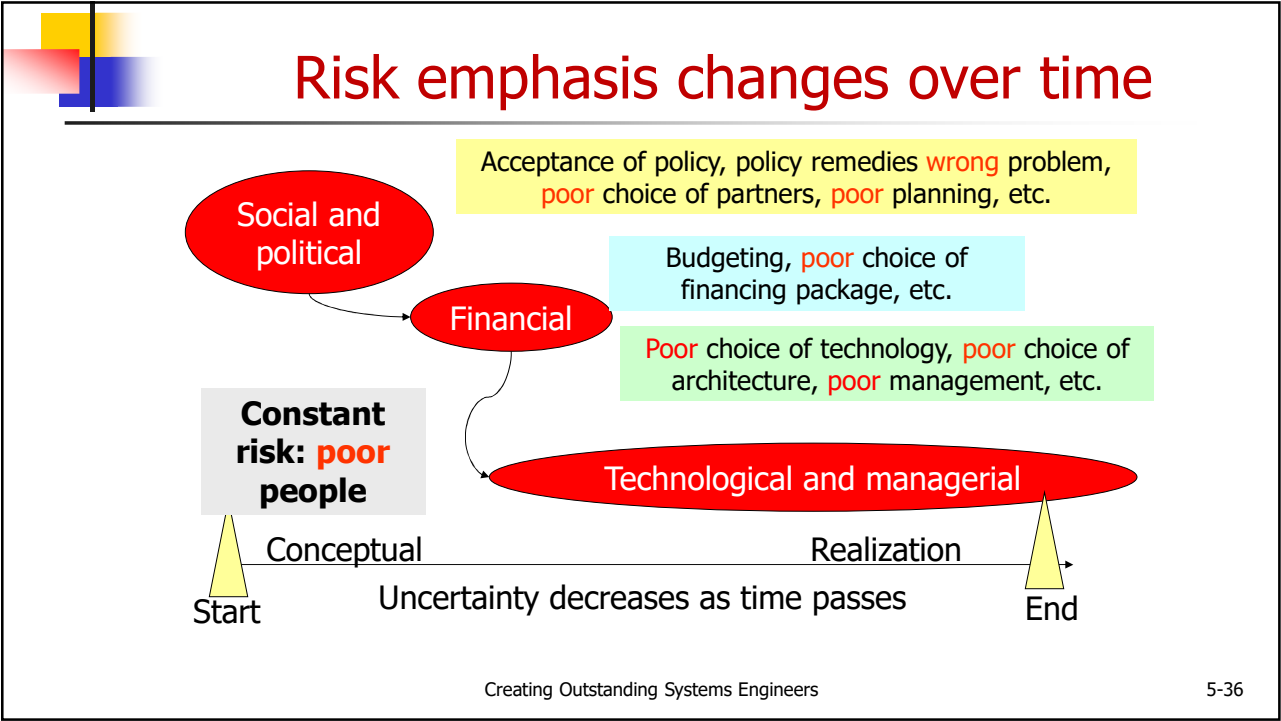 Risk emphasis changes over time
Acceptance of policy, policy remedies wrong problem,
poor choice of partners, poor planning, etc.
Social and
political
Budgeting, poor choice of
financing package, etc.
Financial
Poor choice of technology, poor choice of
architecture, poor management, etc.
Constant
risk: poor
people
Technological and managerial
Conceptual
Realization
Start
Uncertainty decreases as time passes
End
Creating Outstanding Systems Engineers
5-36